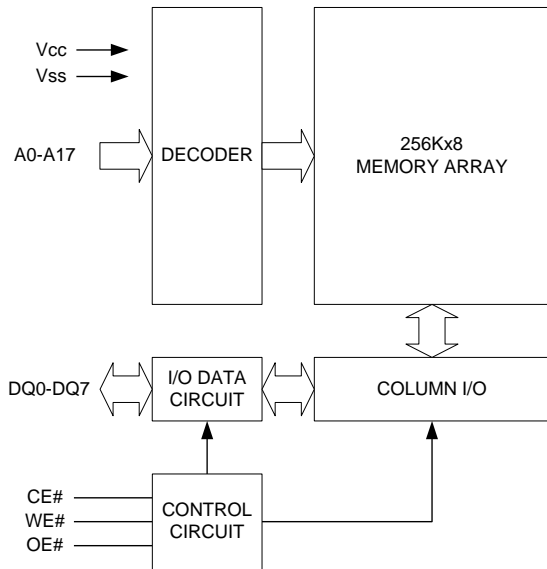 Vcc
Vss
A0-A17
DECODER
256Kx8
MEMORY ARRAY
DQ0-DQ7
I/O DATA
CIRCUIT
COLUMN I/O
CE#
WE#
OE#
CONTROL
CIRCUIT